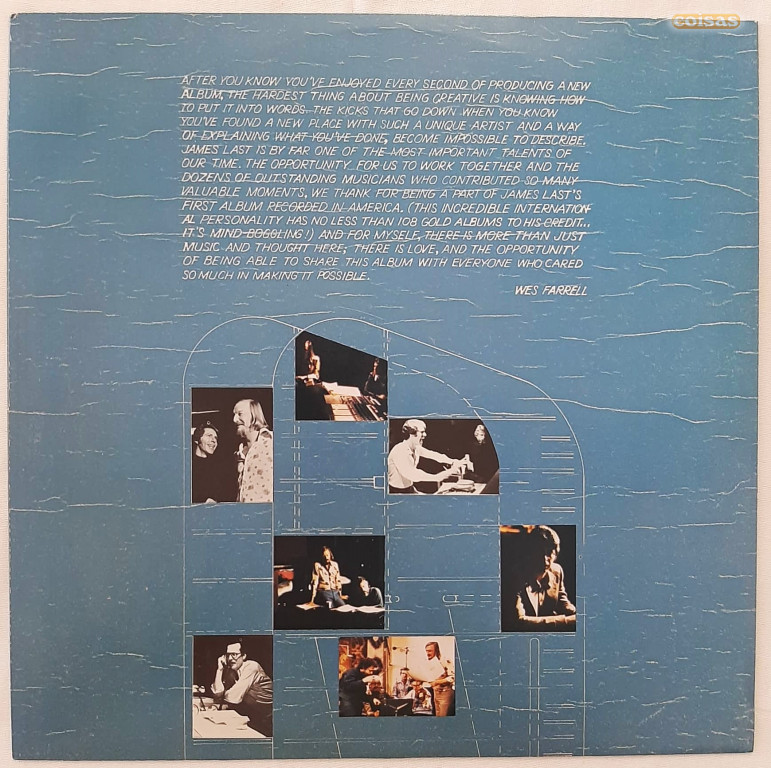 coisas
AFTER YOU KNOW YOU'VE ENJOYED EVERY SECOND OF PRODUCING A NEW
ALBUM, THE HARDEST THING ABOUT BEING CREATIVE IS KNOWING HOW
TO PUT IT INTO WORDS. THE KICKS THAT GO DOWN WHEN YOU KNOW
YOU'VE FOUND A NEW PLACE WITH SUCH A UNIQUE ARTIST AND A WAY
OF EXPLAINING WHAT YOU'VE DONE, BECOME IMPOSSIBLE TO DESCRIBE.
JAMES LAST IS BY FAR ONE OF THE MOST IMPORTANT TALENTS OF
OUR TIME. THE OPPORTUNITY FOR US TO WORK TOGETHER AND THE
DOZENS OF OUTSTANDING MUSICIANS WHO CONTRIBUTED SO MANY
VALUABLE MOMENTS, WE THANK FOR BEING A PART OF JAMES LAST'S
FIRST ALBUM RECORDED IN AMERICA. (THIS INCREDIBLE INTERNATION
AL PERSONALITY HAS NO LESS THAN 108 GOLD ALBUMS TO HIS CREDIT...
IT'S MIND BOGGLING!) AND FOR MYSELF, THERE IS MORE THAN JUST
MUSIC AND THOUGHT HERE; THERE IS LOVE, AND THE OPPORTUNITY
OF BEING ABLE TO SHARE THIS ALBUM WITH EVERYONE WHO CARED
SO MUCH IN MAKING IT POSSIBLE.
WES FARRELL